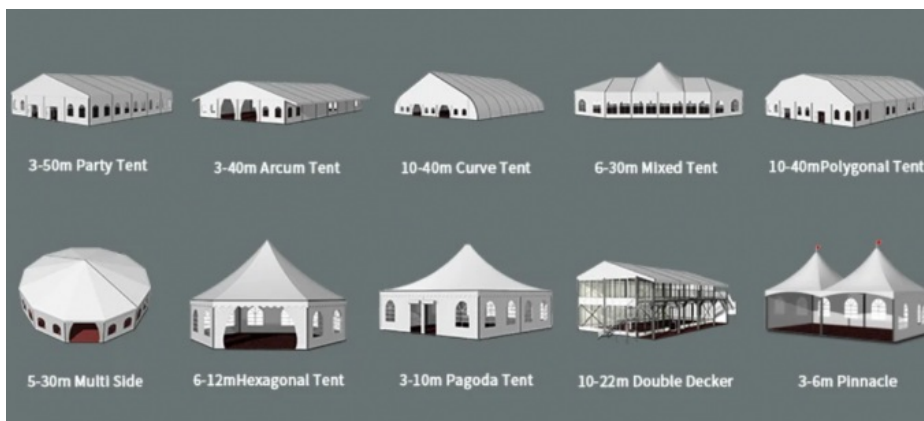 3-50m Party Tent
3-40m Arcum Tent
10-40m Curve Tent
6-30m Mixed Tent
10-40mPolygonal Tent
5-30m Multi Side
6-12mHexagonal Tent
3-10m Pagoda Tent
10-22m Double Decker
3-6m Pinnacle